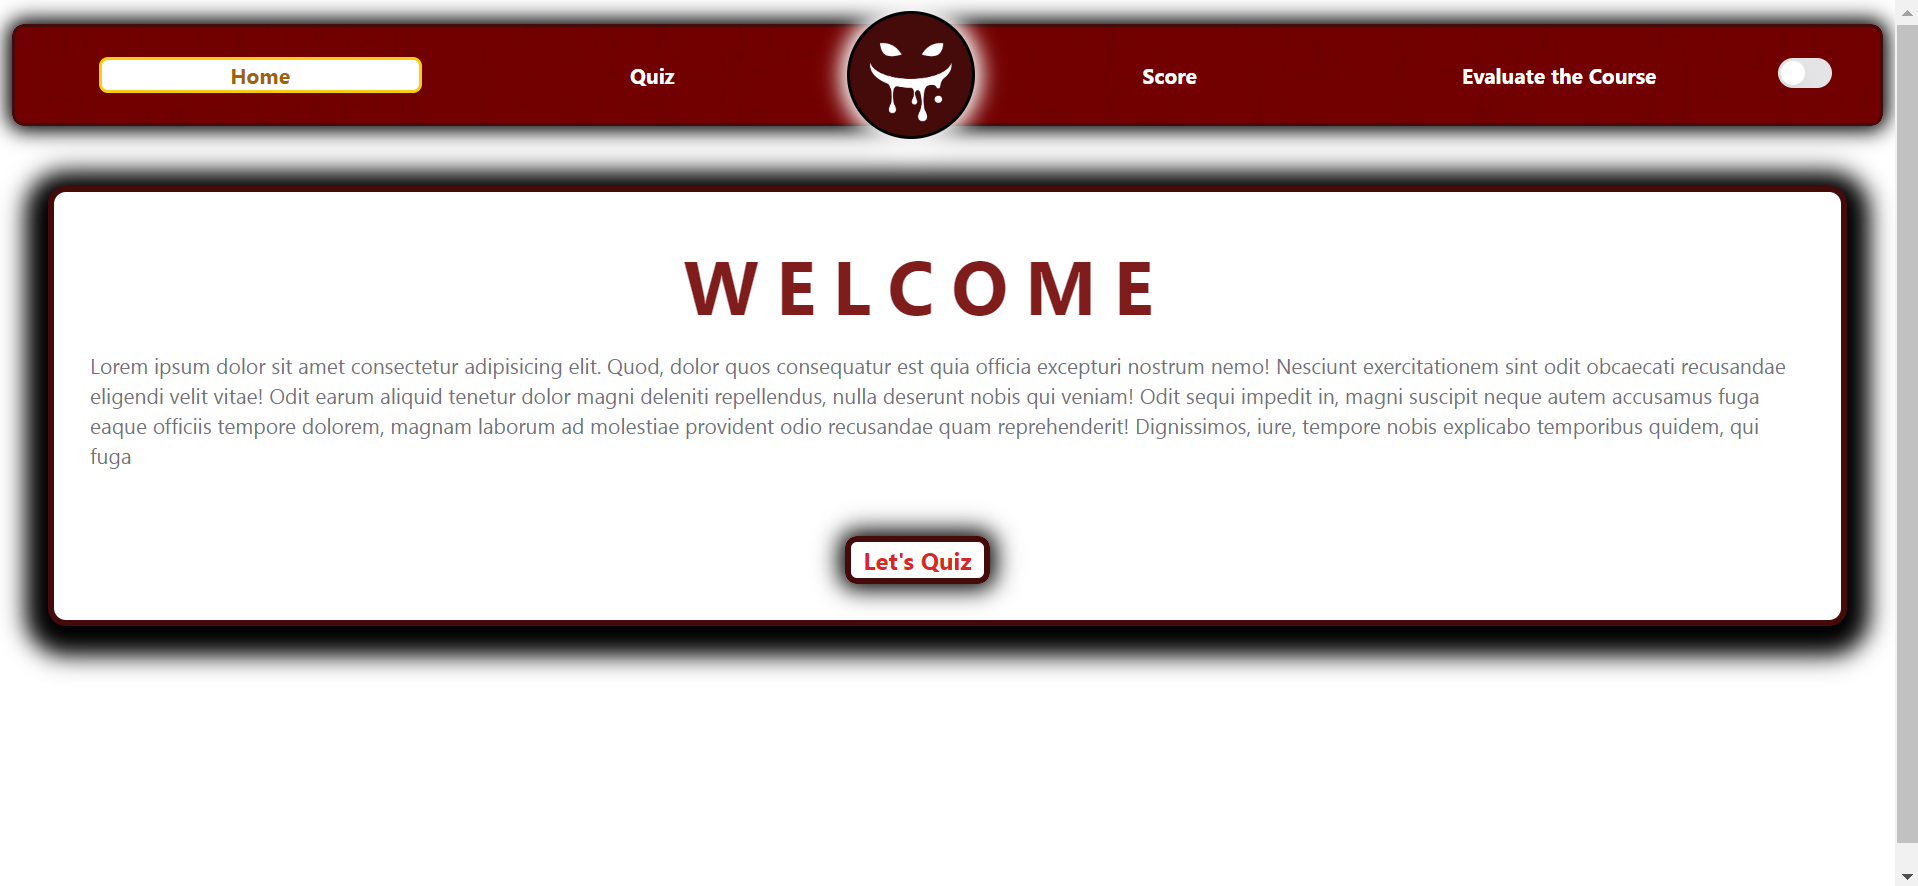 Home Quiz Score Evaluate the Course
WELCOME
Lorem ipsum dolor sit amet consectetur adipisicing elit. Quod, dolor quos consequatur est quia officia excepturi nostrum nemo! Nesciunt exercitationem sint odit obcaecati recusandae
eligendi velit vitae! Odit earum aliquid tenetur dolor magni deleniti repellendus, nulla deserunt nobis qui veniam! Odit sequi impedit in, magni suscipit neque autem accusamus fuga
eaque officiis tempore dolorem, magnam laborum ad molestiae provident odio recusandae quam reprehenderit! Dignissimos, iure, tempore nobis explicabo temporibus quidem, qui
fuga
Let's Quiz